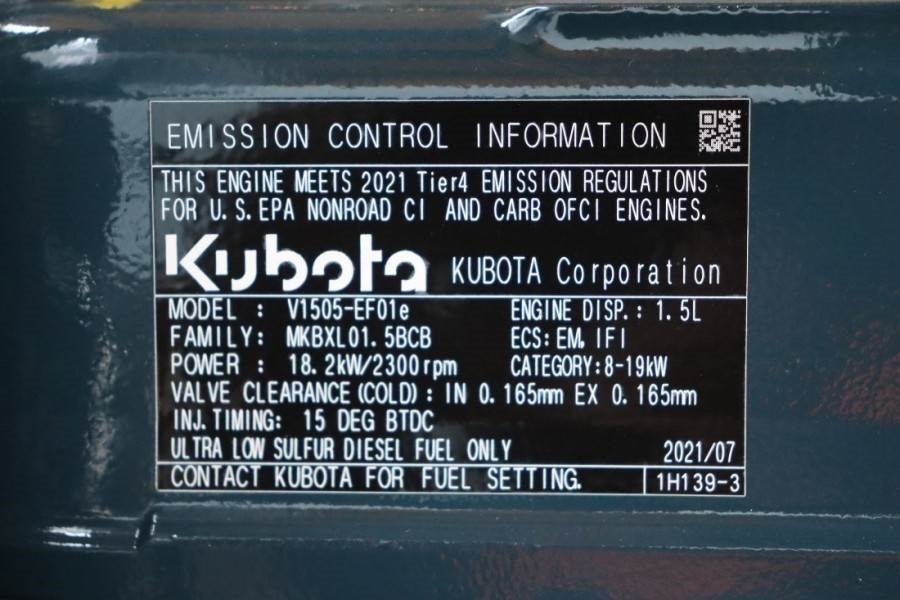 EMISSION CONTROL INFORMATION
THIS ENGINE MEETS 2021 Tier4 EMISSION REGULATIONS
FOR U.S.EPA NONROAD CI AND CARB OFCI ENGINES.
Kubota KUBOTA Corporation
MODEL : V1505-EF01e ENGINE DISP.: 1.5L
FAMILY: MKBXL01.5BCB ECS: EM, IFI
POWER : 18.2kW/2300rpm CATEGORY:8-19kW
VALVE CLEARANCE(COLD): IN 0.165mm EX 0.165mm
INJ.TIMING: 15 DEG BTDC
ULTRA LOW SULFUR DIESEL FUEL ONLY 2021/07
CONTACT KUBOTA FOR FUEL SETTING. 1H139-3